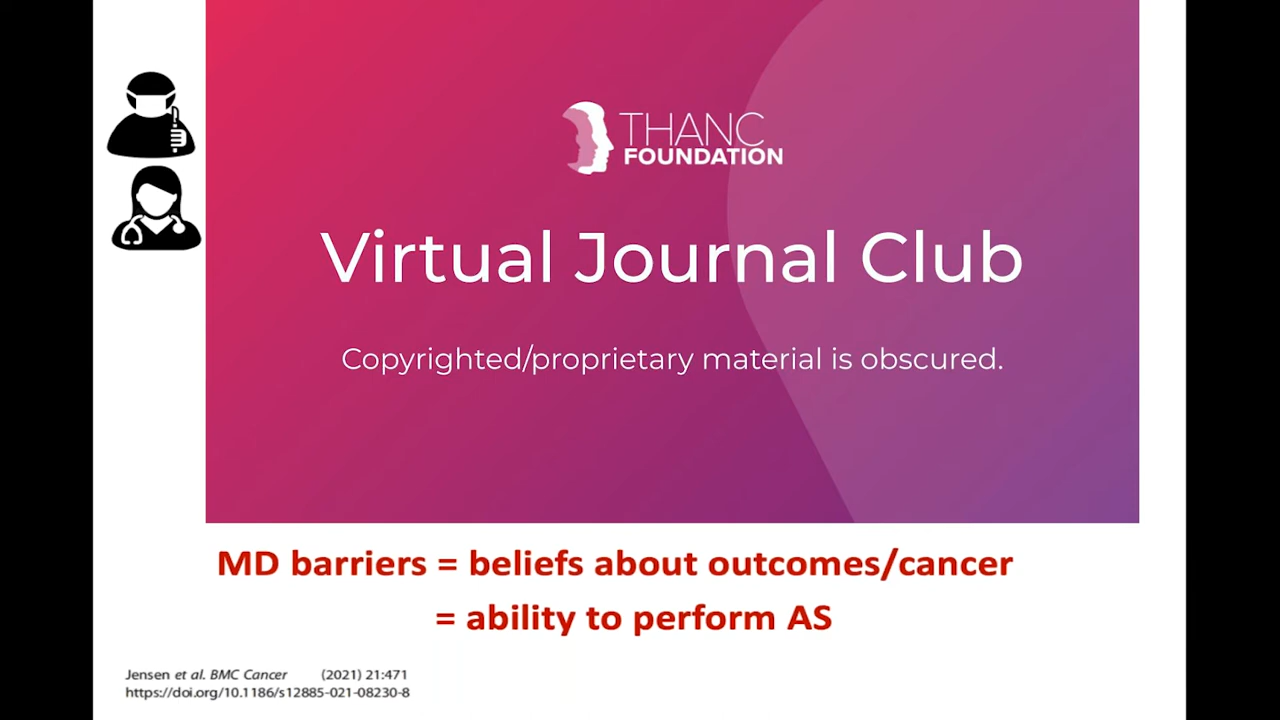 THANC
FOUNDATION
Virtual Journal Club
Copyrighted/proprietary material is obscured.
MD barriers = beliefs about outcomes/cancer
= ability to perform AS
Jensen et al. BMC Cancer (2021) 21:471
https://doi.org/10.1186/s12885-021-08230-8